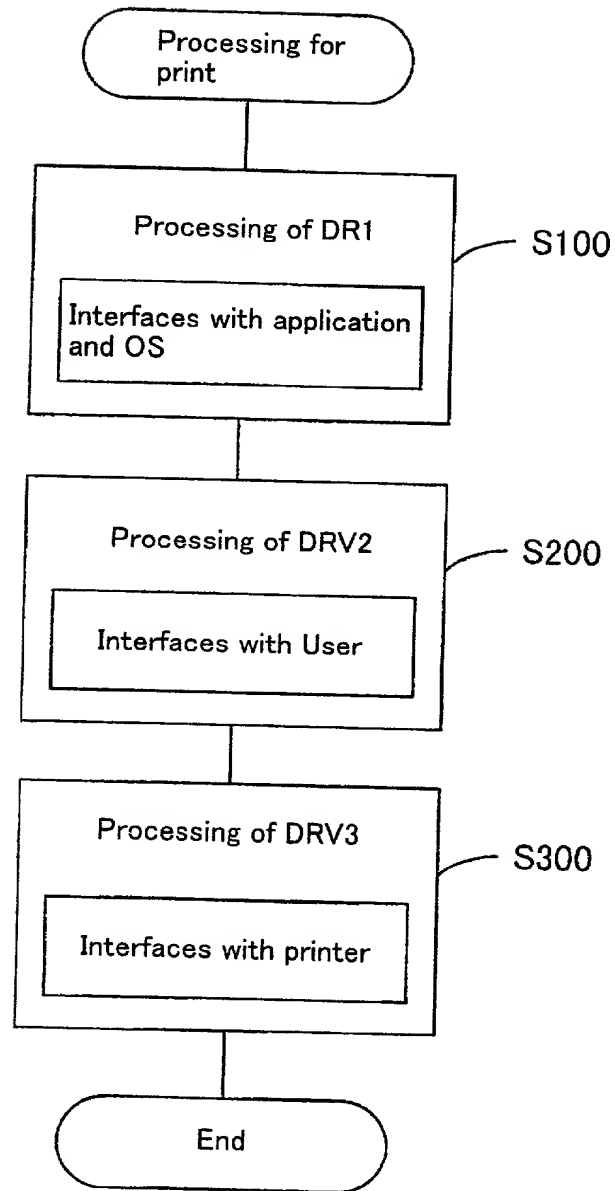 Processing for
print
Processing of DR1
S100
Interfaces with application
and OS
Processing of DRV2
S200
Interfaces with User
Processing of DRV3
S300
Interfaces with printer
End